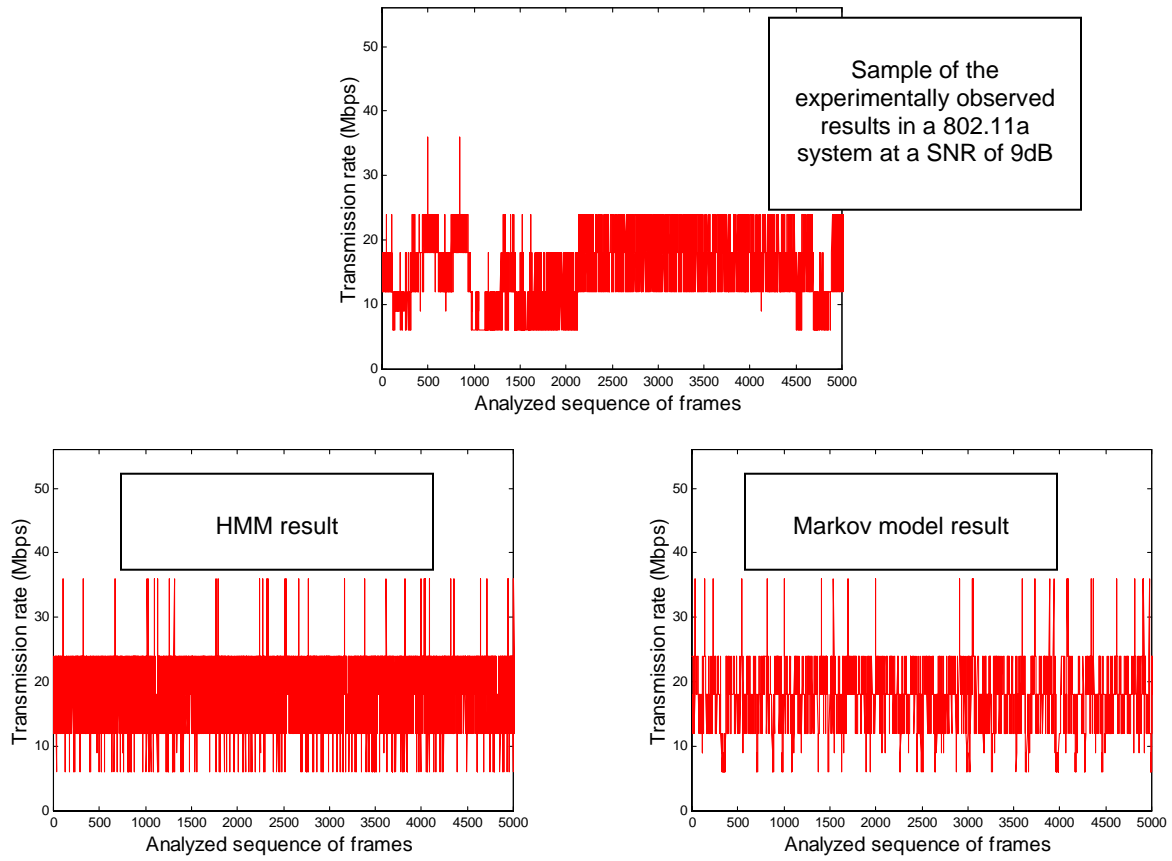 50
40
30
20
10
0
Transmission rate (Mbps)
0 500 1000 1500 2000 2500 3000 3500 4000 4500 5000
Analyzed sequence of frames
Sample of the
experimentally observed
results in a 802.11a
system at a SNR of 9dB
50
40
30
20
10
0
Transmission rate (Mbps)
0 500 1000 1500 2000 2500 3000 3500 4000 4500 5000
Analyzed sequence of frames
HMM result
50
40
30
20
10
0
Transmission rate (Mbps)
0 500 1000 1500 2000 2500 3000 3500 4000 4500 5000
Analyzed sequence of frames
Markov model result